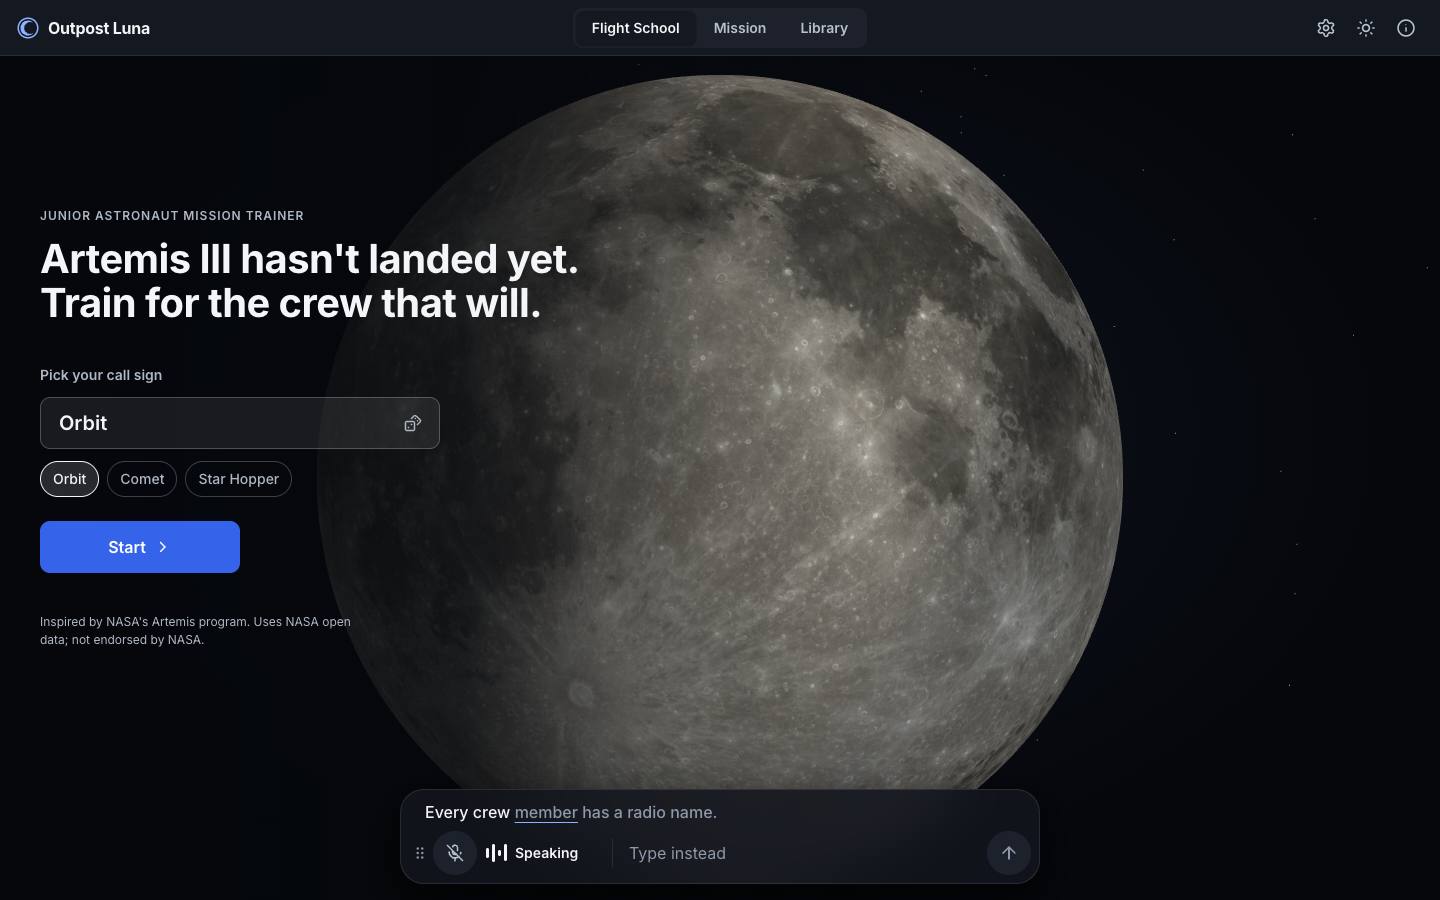 Outpost Luna
Flight School
Mission
Library
JUNIOR ASTRONAUT MISSION TRAINER
Artemis III hasn't landed yet.
Train for the crew that will.
Pick your call sign
Orbit
Orbit
Comet
Star Hopper
Start
Inspired by NASA's Artemis program. Uses NASA open
data; not endorsed by NASA.
Every crew member has a radio name.
Speaking
Type instead